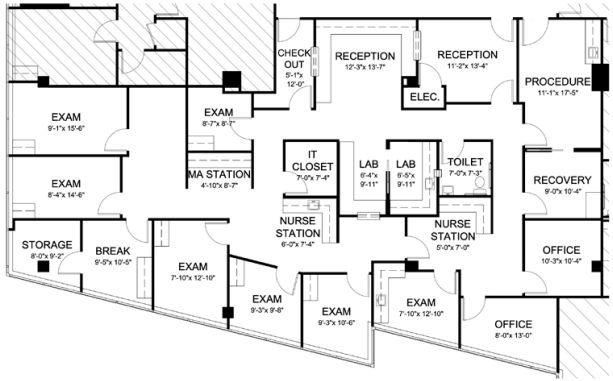 CHECK
OUT
5'-1"x
12'-0"
RECEPTION
12'-3"x 13'-7"
RECEPTION
11'-2"x 13'-4"
PROCEDURE
11'-1"x 17'-5"
ELEC.
EXAM
9'-1"x 15'-6"
EXAM
8'-7"x 8'-7"
IT
CLOSET
7'-0"x 7'-4"
LAB
6'-4"x
9'-11"
LAB
6'-5"x
9'-11"
TOILET
7'-0"x 7'-3"
MA STATION
4'-10"x 8'-7"
EXAM
8'-4"x 14'-6"
RECOVERY
9'-0"x 10'-4"
NURSE
STATION
6'-0"x 7'-4"
NURSE
STATION
5'-0"x 7'-0"
STORAGE
8'-0"x 9'-2"
BREAK
9'-5"x 10'-5"
OFFICE
10'-3"x 10'-4"
EXAM
7'-10"x 12'-10"
EXAM
9'-3"x 9'-8"
EXAM
9'-3"x 10'-6"
EXAM
7'-10"x 12'-10"
OFFICE
8'-0"x 13'-0"